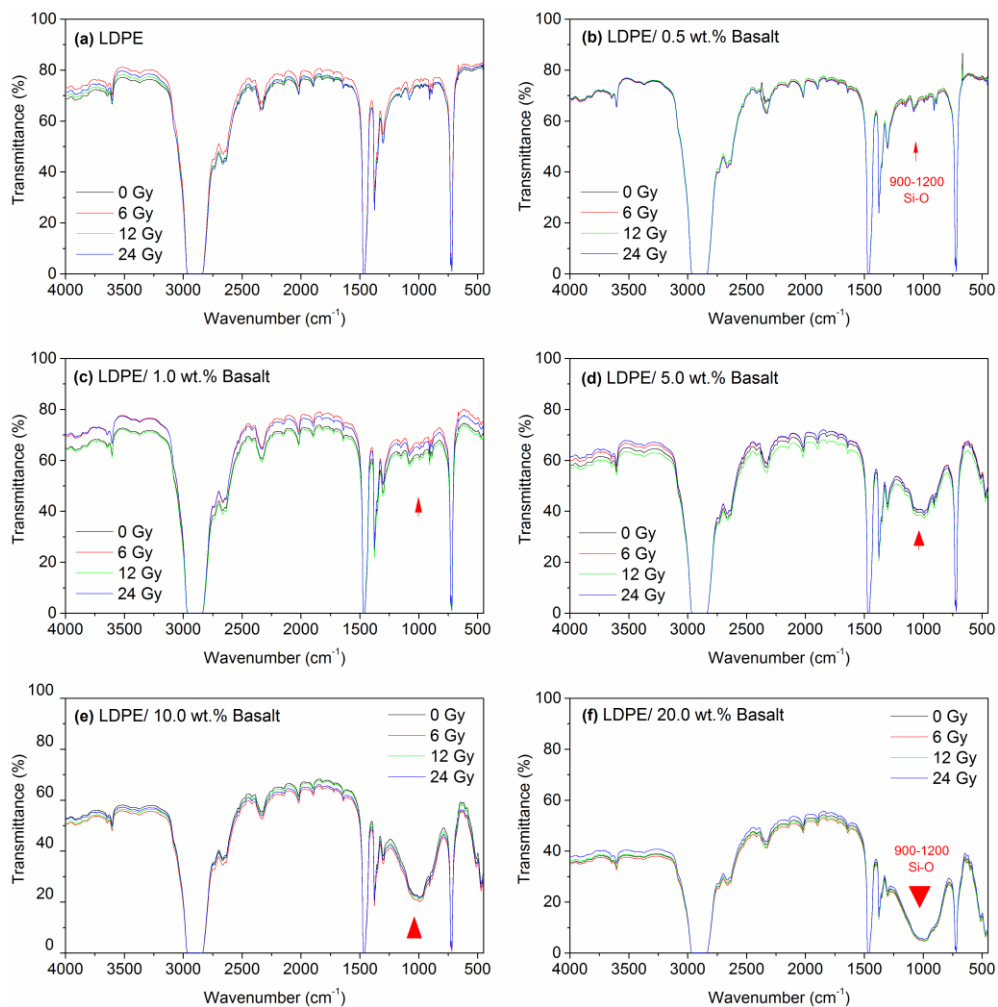 (a) LDPE
Transmittance (%)
100
80
60
40
20
0
0 Gy
6 Gy
12 Gy
24 Gy
4000 3500 3000 2500 2000 1500 1000 500
Wavenumber (cm⁻¹)
(b) LDPE/ 0.5 wt.% Basalt
Transmittance (%)
100
80
60
40
20
0
900-1200
Si-O
0 Gy
6 Gy
12 Gy
24 Gy
4000 3500 3000 2500 2000 1500 1000 500
Wavenumber (cm⁻¹)
(c) LDPE/ 1.0 wt.% Basalt
Transmittance (%)
100
80
60
40
20
0
0 Gy
6 Gy
12 Gy
24 Gy
4000 3500 3000 2500 2000 1500 1000 500
Wavenumber (cm⁻¹)
(d) LDPE/ 5.0 wt.% Basalt
Transmittance (%)
100
80
60
40
20
0
0 Gy
6 Gy
12 Gy
24 Gy
4000 3500 3000 2500 2000 1500 1000 500
Wavenumber (cm⁻¹)
(e) LDPE/ 10.0 wt.% Basalt
Transmittance (%)
100
80
60
40
20
0
0 Gy
6 Gy
12 Gy
24 Gy
4000 3500 3000 2500 2000 1500 1000 500
Wavenumber (cm⁻¹)
(f) LDPE/ 20.0 wt.% Basalt
Transmittance (%)
100
80
60
40
20
0
0 Gy
6 Gy
12 Gy
24 Gy
900-1200
Si-O
4000 3500 3000 2500 2000 1500 1000 500
Wavenumber (cm⁻¹)